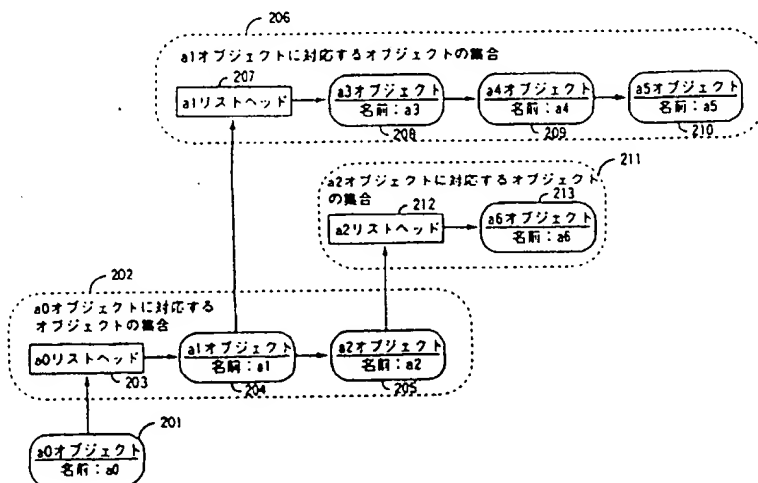 206
a1オブジェクトに対応するオブジェクトの集合
207
a1リストヘッド
a3オブジェクト
名前：a3
208
a4オブジェクト
名前：a4
209
a5オブジェクト
名前：a5
210
211
a2オブジェクトに対応するオブジェクト
の集合
212
a2リストヘッド
213
a6オブジェクト
名前：a6
202
a0オブジェクトに対応する
オブジェクトの集合
a0リストヘッド
203
a1オブジェクト
名前：a1
204
a2オブジェクト
名前：a2
205
201
a0オブジェクト
名前：a0